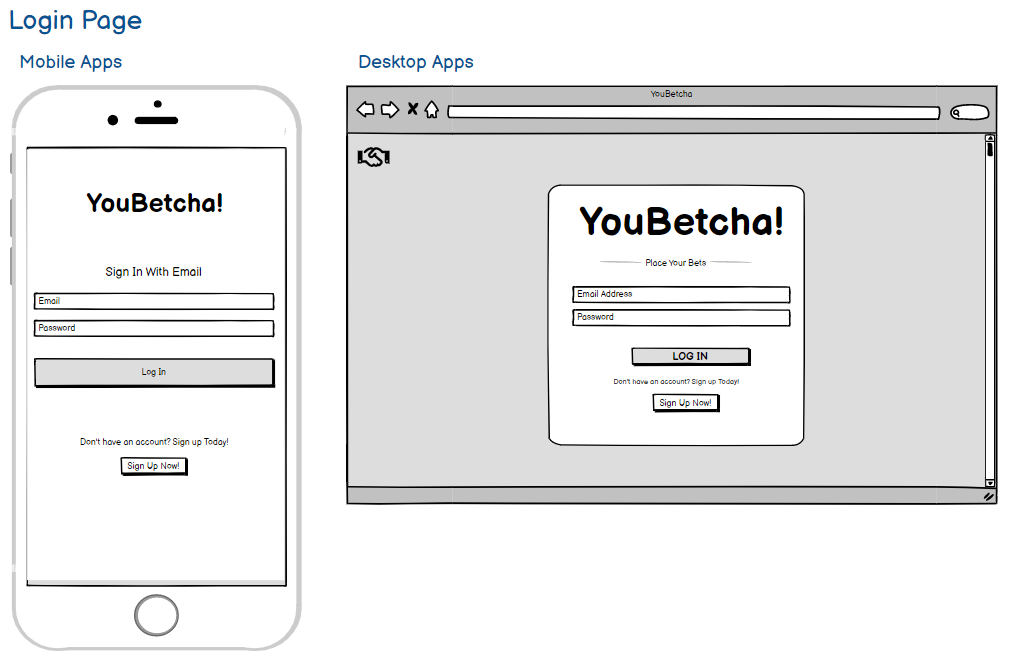 Login Page
Mobile Apps
YouBetcha!
Sign In With Email
Email
Password
Log In
Don't have an account? Sign up Today!
Sign Up Now!
Desktop Apps
YouBetcha
YouBetcha!
Place Your Bets
Email Address
Password
LOG IN
Don't have an account? Sign up Today!
Sign Up Now!